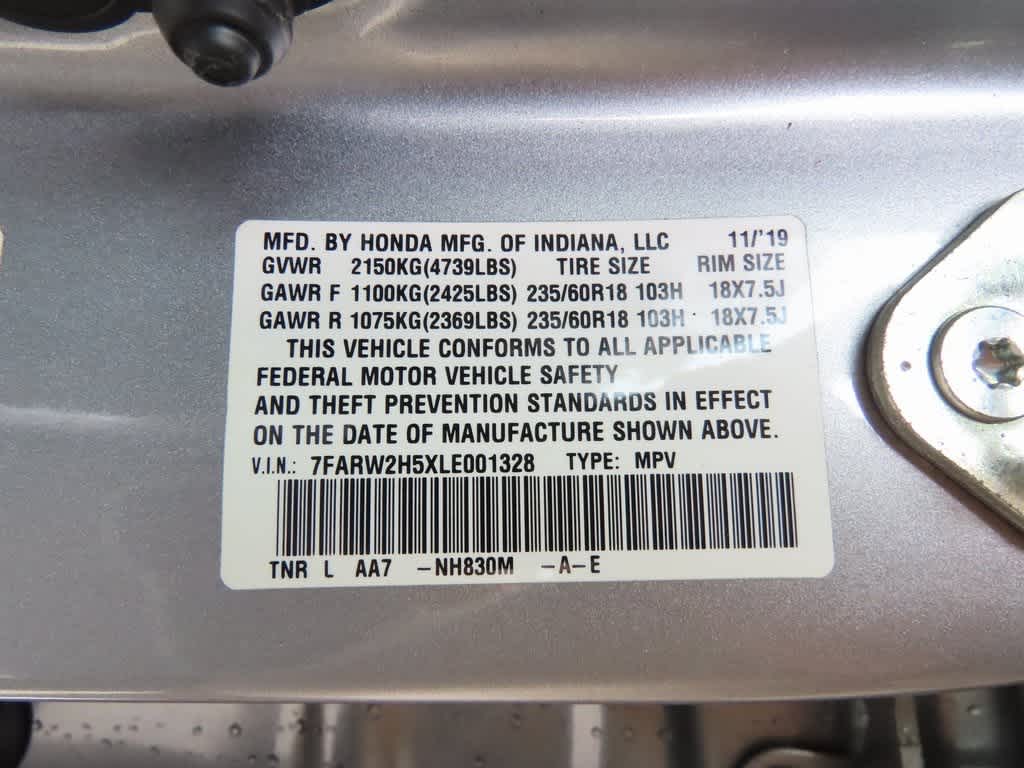 MFD. BY HONDA MFG. OF INDIANA, LLC 11/'19
GVWR 2150KG(4739LBS) TIRE SIZE RIM SIZE
GAWR F 1100KG(2425LBS) 235/60R18 103H 18X7.5J
GAWR R 1075KG(2369LBS) 235/60R18 103H 18X7.5J
THIS VEHICLE CONFORMS TO ALL APPLICABLE
FEDERAL MOTOR VEHICLE SAFETY
AND THEFT PREVENTION STANDARDS IN EFFECT
ON THE DATE OF MANUFACTURE SHOWN ABOVE.
V.I.N.: 7FARW2H5XLE001328 TYPE: MPV
TNR L AA7 -NH830M -A-E